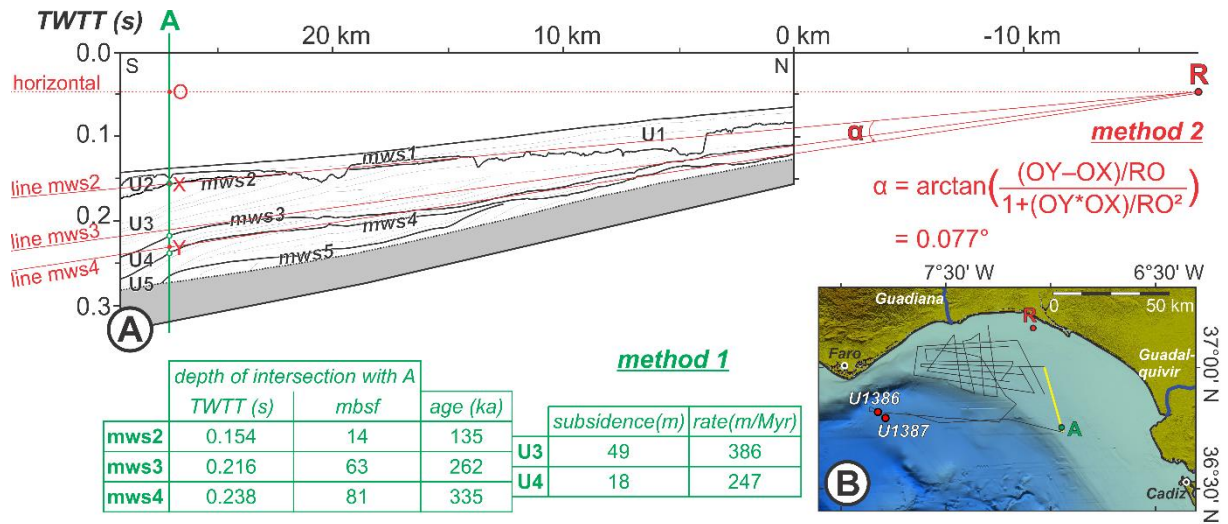 TWTT (s)
A
20 km
10 km
0 km
-10 km
0.0
S
N
R
horizontal
O
0.1
U1
α
method 2
mws1
U2
X
mws2
line mws2
α = arctan((OY–OX)/RO / 1+(OY*OX)/RO²)
0.2
U3
mws3
line mws3
Y
mws4
= 0.077°
U4
mws5
line mws4
U5
0.3
A
7°30' W
6°30' W
Guadiana
0
50 km
R
Faro
Guadal-
quivir
37°00' N
U1386
U1387
A
B
Cadiz
36°30' N
method 1
depth of intersection with A
TWTT (s) mbsf age (ka)
mws2 0.154 14 135
mws3 0.216 63 262
mws4 0.238 81 335
subsidence(m) rate(m/Myr)
U3 49 386
U4 18 247